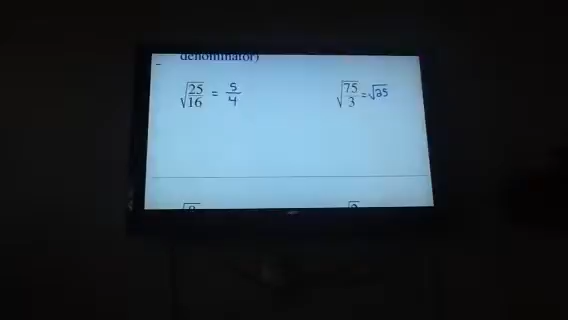 denominator)
√25/16 = 5/4
√75/3 = √25